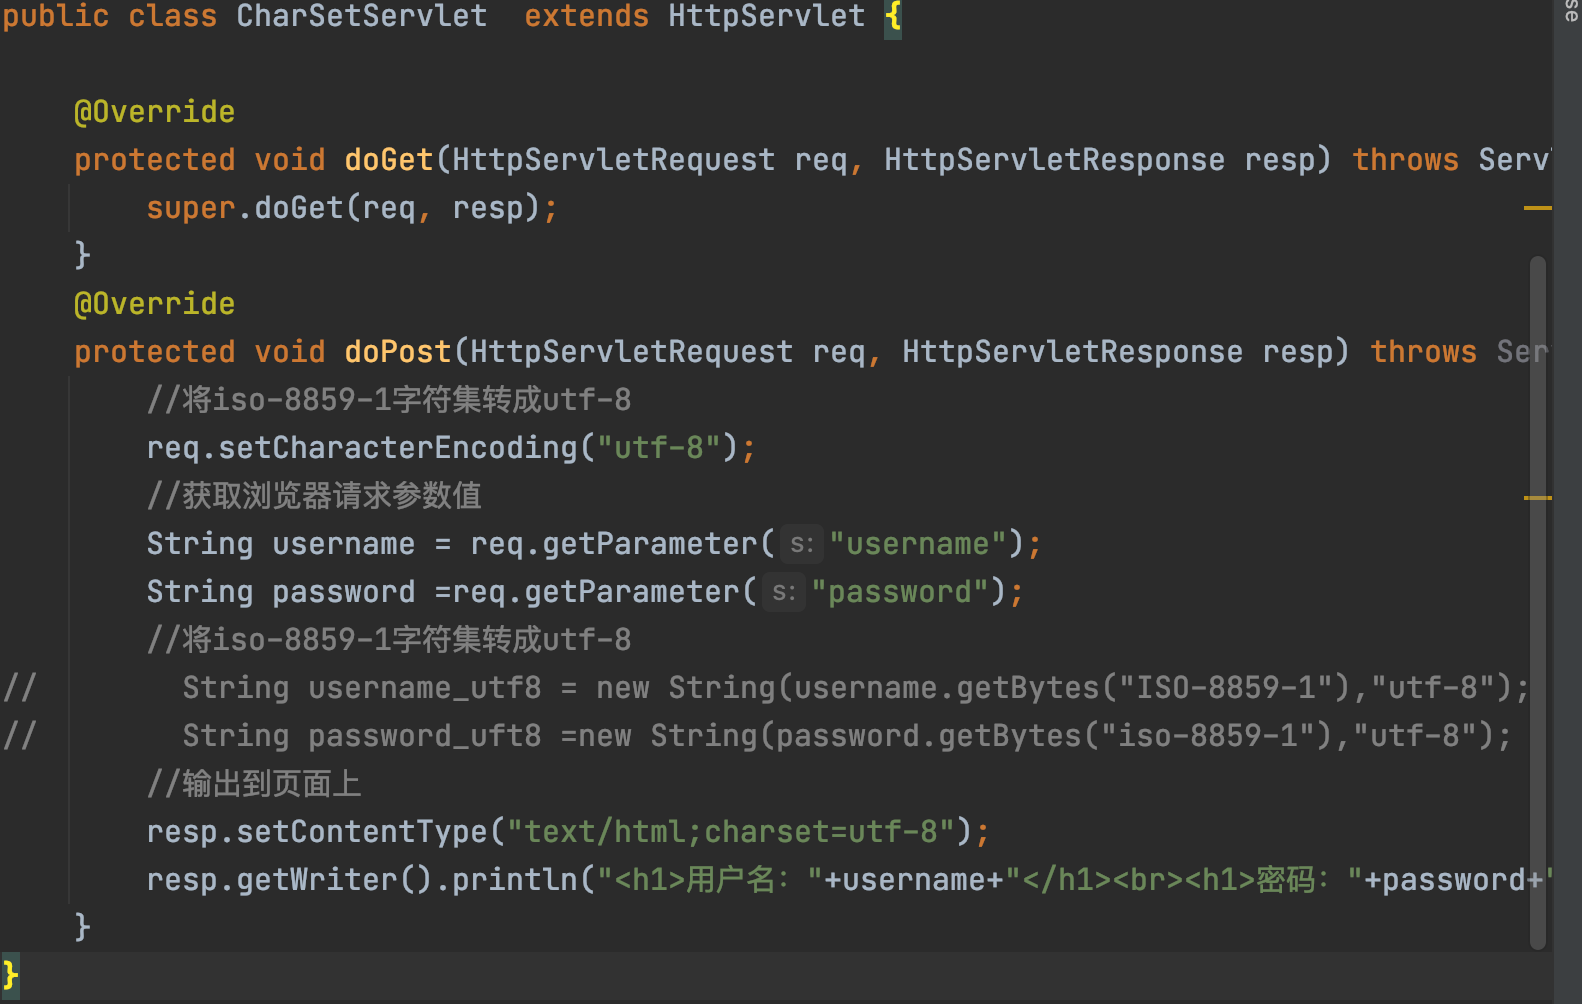 public class CharSetServlet  extends HttpServlet {
@Override
protected void doGet(HttpServletRequest req, HttpServletResponse resp) throws
super.doGet(req, resp);
}
@Override
protected void doPost(HttpServletRequest req, HttpServletResponse resp) throws
//将iso-8859-1字符集转成utf-8
req.setCharacterEncoding("utf-8");
//获取浏览器请求参数值
String username = req.getParameter( s: "username");
String password =req.getParameter( s: "password");
//将iso-8859-1字符集转成utf-8
//        String username_utf8 = new String(username.getBytes("ISO-8859-1"),"utf-8");
//        String password_uft8 =new String(password.getBytes("iso-8859-1"),"utf-8");
//输出到页面上
resp.setContentType("text/html;charset=utf-8");
resp.getWriter().println("<h1>用户名："+username+"</h1><br><h1>密码："+password+"
}
}